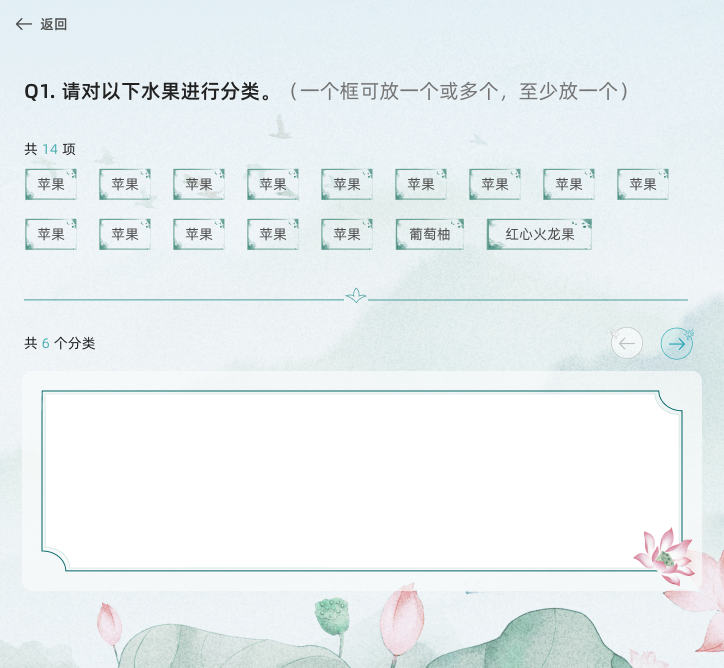 返回
Q1. 请对以下水果进行分类。（一个框可放一个或多个，至少放一个）
共 14 项
苹果 苹果 苹果 苹果 苹果 苹果 苹果 苹果 苹果
苹果 苹果 苹果 苹果 苹果 葡萄柚 红心火龙果
共 6 个分类